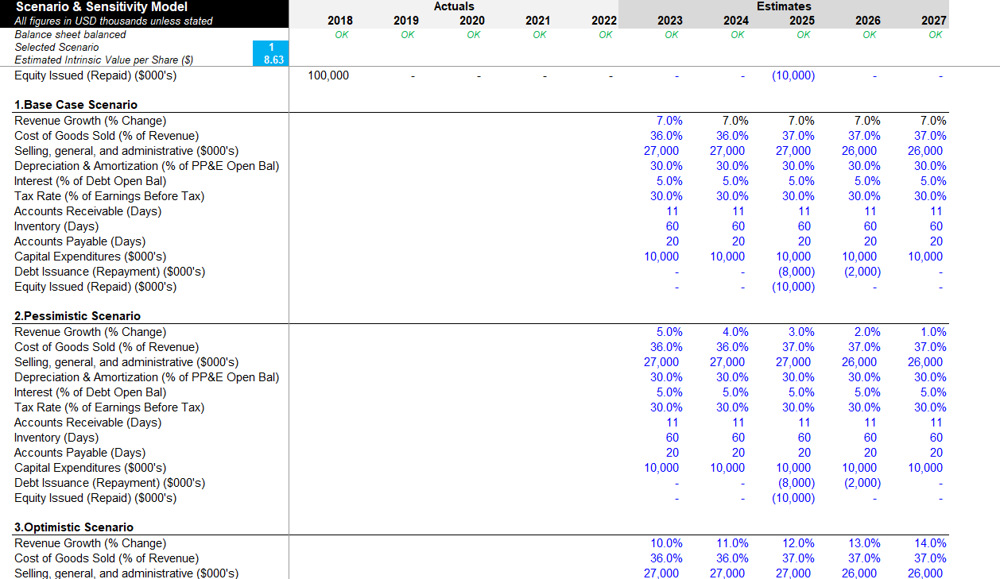 Scenario & Sensitivity Model Actuals Estimates
All figures in USD thousands unless stated 2018 2019 2020 2021 2022 2023 2024 2025 2026 2027
Balance sheet balanced OK OK OK OK OK OK OK OK OK OK
Selected Scenario 1
Estimated Intrinsic Value per Share ($) 8.63
Equity Issued (Repaid) ($000's) 100,000 - - - - - - (10,000) - -
1.Base Case Scenario
Revenue Growth (% Change) 7.0% 7.0% 7.0% 7.0% 7.0%
Cost of Goods Sold (% of Revenue) 36.0% 36.0% 37.0% 37.0% 37.0%
Selling, general, and administrative ($000's) 27,000 27,000 27,000 26,000 26,000
Depreciation & Amortization (% of PP&E Open Bal) 30.0% 30.0% 30.0% 30.0% 30.0%
Interest (% of Debt Open Bal) 5.0% 5.0% 5.0% 5.0% 5.0%
Tax Rate (% of Earnings Before Tax) 30.0% 30.0% 30.0% 30.0% 30.0%
Accounts Receivable (Days) 11 11 11 11 11
Inventory (Days) 60 60 60 60 60
Accounts Payable (Days) 20 20 20 20 20
Capital Expenditures ($000's) 10,000 10,000 10,000 10,000 10,000
Debt Issuance (Repayment) ($000's) - - (8,000) (2,000) -
Equity Issued (Repaid) ($000's) - - (10,000) - -
2.Pessimistic Scenario
Revenue Growth (% Change) 5.0% 4.0% 3.0% 2.0% 1.0%
Cost of Goods Sold (% of Revenue) 36.0% 36.0% 37.0% 37.0% 37.0%
Selling, general, and administrative ($000's) 27,000 27,000 27,000 26,000 26,000
Depreciation & Amortization (% of PP&E Open Bal) 30.0% 30.0% 30.0% 30.0% 30.0%
Interest (% of Debt Open Bal) 5.0% 5.0% 5.0% 5.0% 5.0%
Tax Rate (% of Earnings Before Tax) 30.0% 30.0% 30.0% 30.0% 30.0%
Accounts Receivable (Days) 11 11 11 11 11
Inventory (Days) 60 60 60 60 60
Accounts Payable (Days) 20 20 20 20 20
Capital Expenditures ($000's) 10,000 10,000 10,000 10,000 10,000
Debt Issuance (Repayment) ($000's) - - (8,000) (2,000) -
Equity Issued (Repaid) ($000's) - - (10,000) - -
3.Optimistic Scenario
Revenue Growth (% Change) 10.0% 11.0% 12.0% 13.0% 14.0%
Cost of Goods Sold (% of Revenue) 36.0% 36.0% 37.0% 37.0% 37.0%
Selling, general, and administrative ($000's) 27,000 27,000 27,000 26,000 26,000